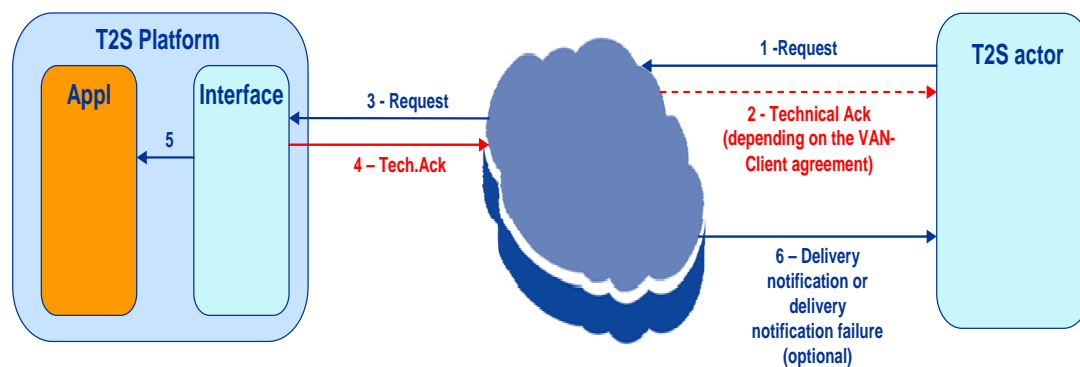 T2S Platform
Appl
Interface
5
3 - Request
4 – Tech.Ack
1 -Request
2 - Technical Ack
(depending on the VAN-
Client agreement)
6 – Delivery
notification or
delivery
notification failure
(optional)
T2S actor